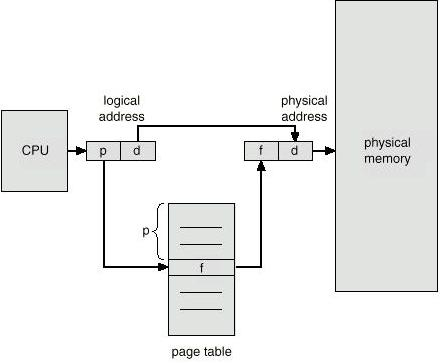 logical
address
physical
address
CPU
p d
f d
physical
memory
p
f
page table